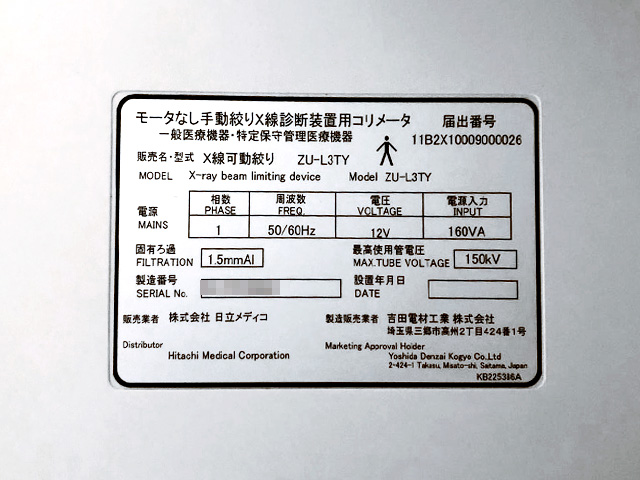 モータなし手動絞りX線診断装置用コリメータ
一般医療機器・特定保守管理医療機器
届出番号
11B2X10009000026
販売名・型式 X線可動絞り ZU-L3TY
MODEL X-ray beam limiting device Model ZU-L3TY
電源
MAINS
相数 周波数 電圧 電源入力
PHASE FREQ. VOLTAGE INPUT
1 50/60Hz 12V 160VA
固有ろ過
FILTRATION 1.5mmAl
最高使用管電圧
MAX.TUBE VOLTAGE 150kV
製造番号
SERIAL No.
設置年月日
DATE
販売業者 株式会社 日立メディコ
Distributor
Hitachi Medical Corporation
製造販売業者 吉田電材工業 株式会社
埼玉県三郷市高州2丁目424番1号
Marketing Approval Holder
Yoshida Denzai Kogyo Co.Ltd
2-424-1 Takasu, Misato-shi, Saitama, Japan
KB225386A